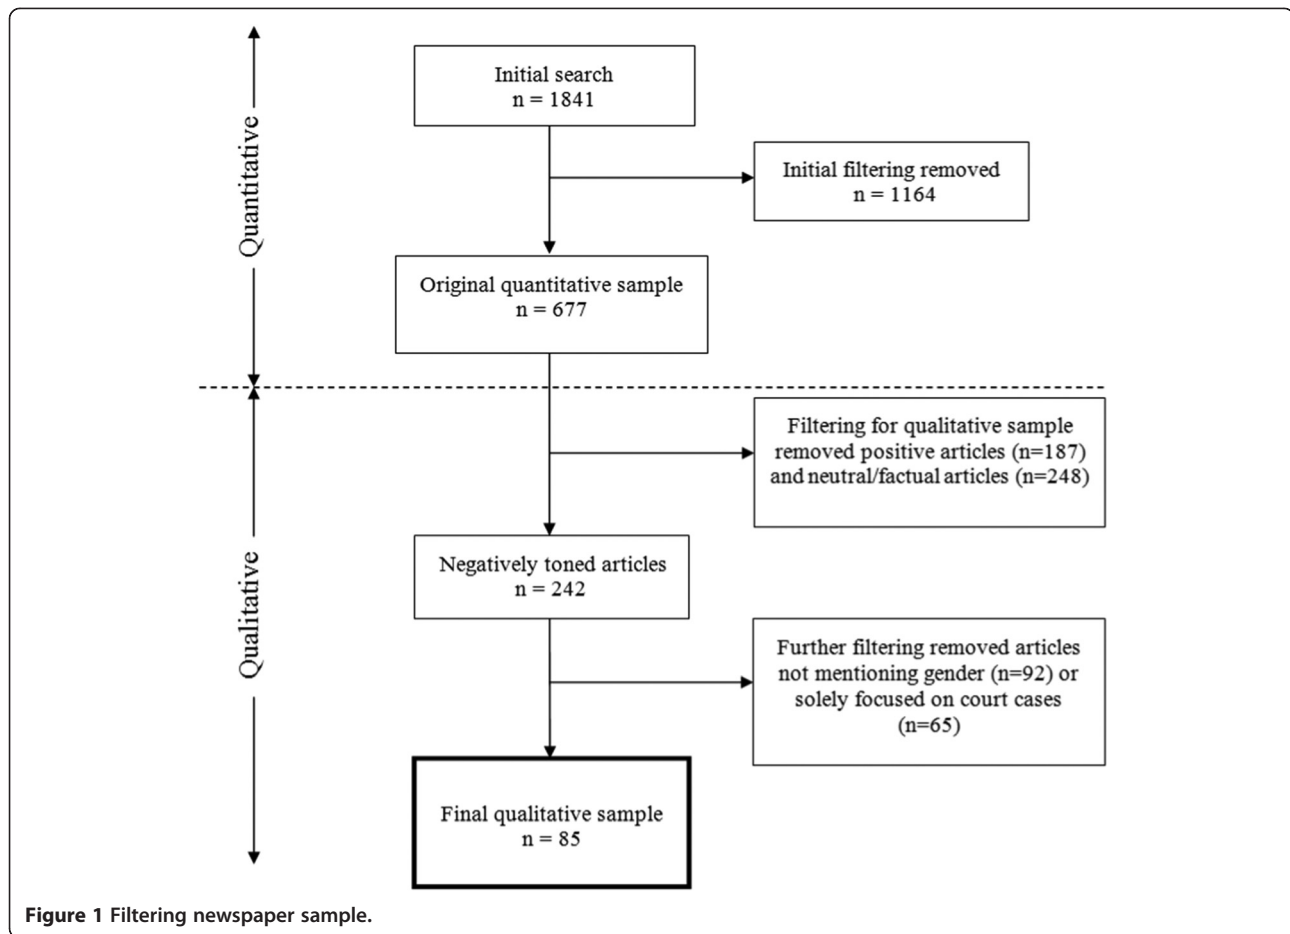 Quantitative
Initial search
n = 1841
Initial filtering removed
n = 1164
Original quantitative sample
n = 677
Qualitative
Filtering for qualitative sample
removed positive articles (n=187)
and neutral/factual articles (n=248)
Negatively toned articles
n = 242
Further filtering removed articles
not mentioning gender (n=92) or
solely focused on court cases
(n=65)
Final qualitative sample
n = 85
Figure 1 Filtering newspaper sample.